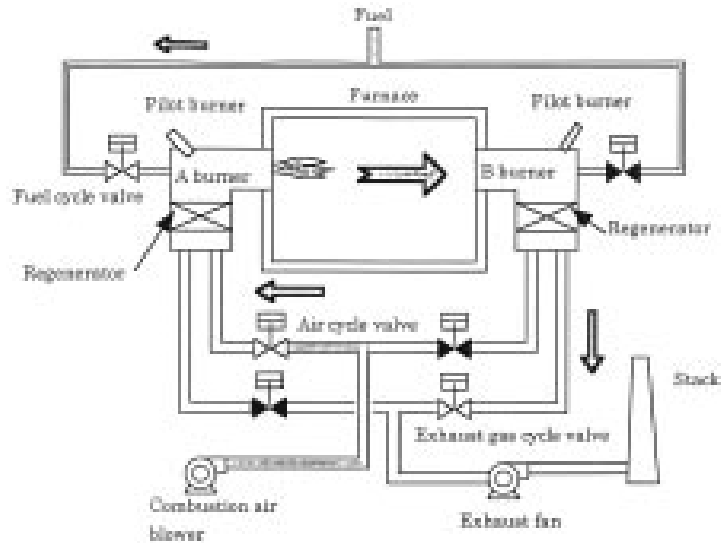 Fuel
Pilot burner
Furnace
Pilot burner
A burner
B burner
Fuel cycle valve
Regenerator
Regenerator
Air cycle valve
Stack
Exhaust gas cycle valve
Combustion air
blower
Exhaust fan